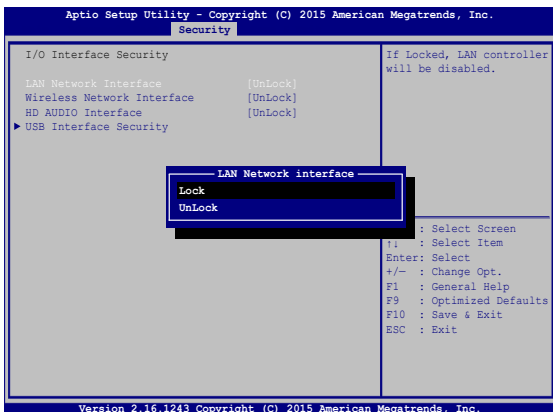 Aptio Setup Utility - Copyright (C) 2015 American Megatrends, Inc.
Security
I/O Interface Security
LAN Network Interface [UnLock]
Wireless Network Interface [UnLock]
HD AUDIO Interface [UnLock]
USB Interface Security
If Locked, LAN controller
will be disabled.
LAN Network interface
Lock
UnLock
: Select Screen
↑↓ : Select Item
Enter: Select
+/— : Change Opt.
F1 : General Help
F9 : Optimized Defaults
F10 : Save & Exit
ESC : Exit
Version 2.16.1243 Copyright (C) 2015 American Megatrends, Inc.